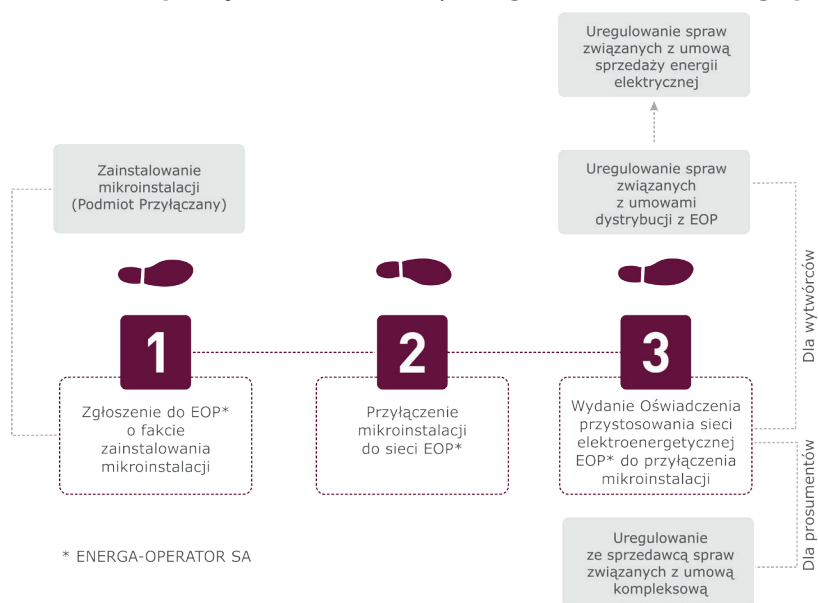 Uregulowanie spraw
związanych z umową
sprzedaży energii
elektrycznej
Zainstalowanie
mikroinstalacji
(Podmiot Przyłączany)
Uregulowanie spraw
związanych
z umowami
dystrybucji z EOP
Dla wytwórców
1
2
3
Zgłoszenie do EOP*
o fakcie
zainstalowania
mikroinstalacji
Przyłączenie
mikroinstalacji
do sieci EOP*
Wydanie Oświadczenia
przystosowania sieci
elektroenergetycznej
EOP* do przyłączenia
mikroinstalacji
Dla prosumentów
* ENERGA-OPERATOR SA
Uregulowanie
ze sprzedawcą spraw
związanych z umową
kompleksową